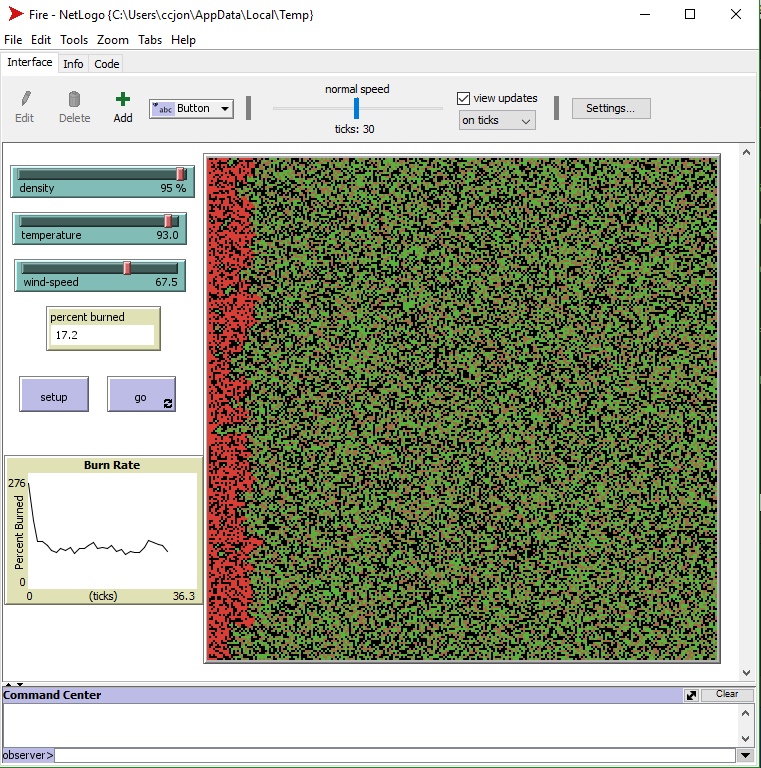 Fire - NetLogo {C:\Users\ccjon\AppData\Local\Temp}
File Edit Tools Zoom Tabs Help
Interface Info Code
Edit Delete Add abc Button normal speed ticks: 30 view updates on ticks Settings...
density 95 %
temperature 93.0
wind-speed 67.5
percent burned
17.2
setup go
Burn Rate
276
Percent Burned
0
0 (ticks) 36.3
Command Center Clear
observer>